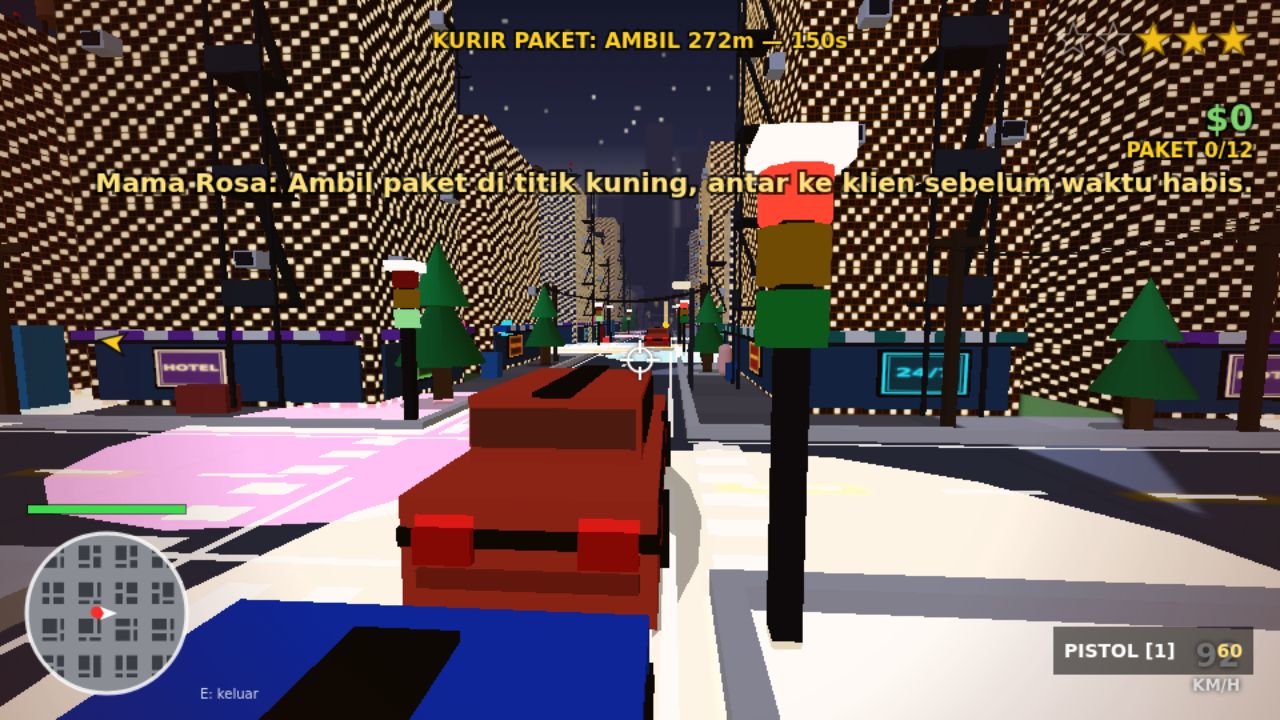 KURIR PAKET: AMBIL 272m — 150s
$0
PAKET 0/12
Mama Rosa: Ambil paket di titik kuning, antar ke klien sebelum waktu habis.
HOTEL
24/7
PISTOL [1]
60
KM/H
E: keluar